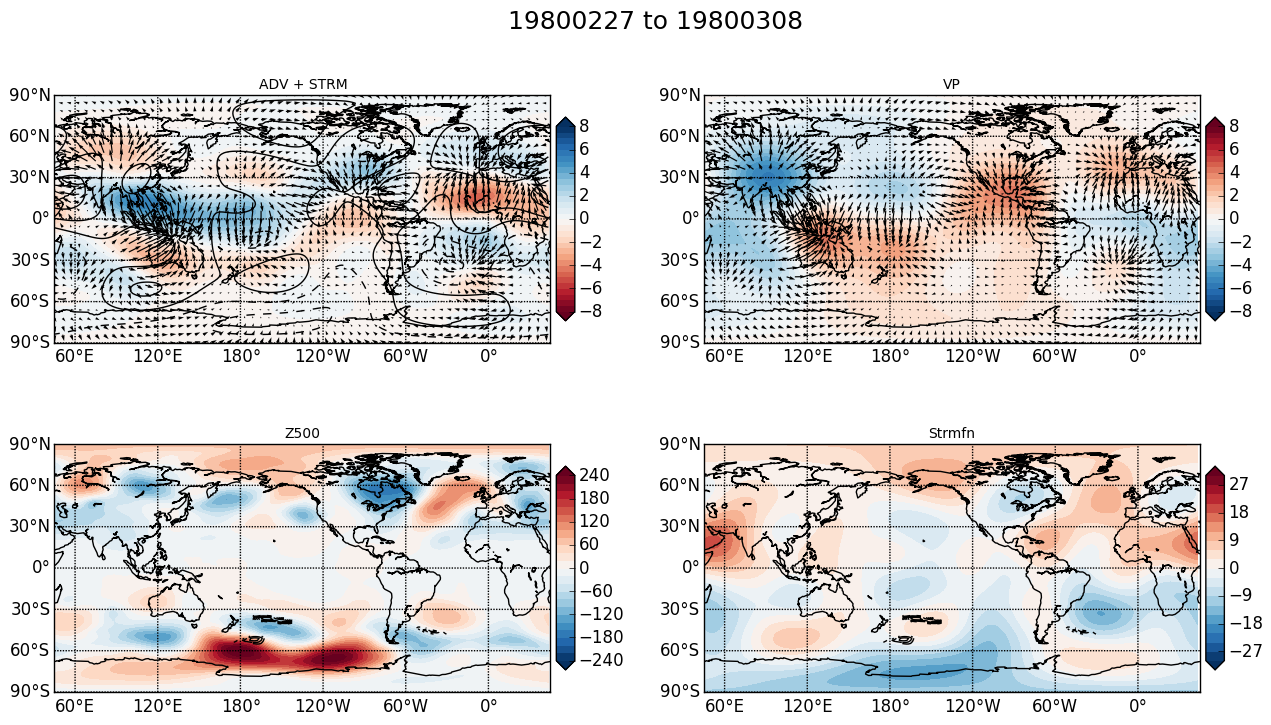 19800227 to 19800308
ADV + STRM
90°N
60°N
30°N
0°
30°S
60°S
90°S
60°E 120°E 180° 120°W 60°W 0°
8
6
4
2
0
−2
−4
−6
−8
VP
90°N
60°N
30°N
0°
30°S
60°S
90°S
60°E 120°E 180° 120°W 60°W 0°
8
6
4
2
0
−2
−4
−6
−8
Z500
90°N
60°N
30°N
0°
30°S
60°S
90°S
60°E 120°E 180° 120°W 60°W 0°
240
180
120
60
0
−60
−120
−180
−240
Strmfn
90°N
60°N
30°N
0°
30°S
60°S
90°S
60°E 120°E 180° 120°W 60°W 0°
27
18
9
0
−9
−18
−27